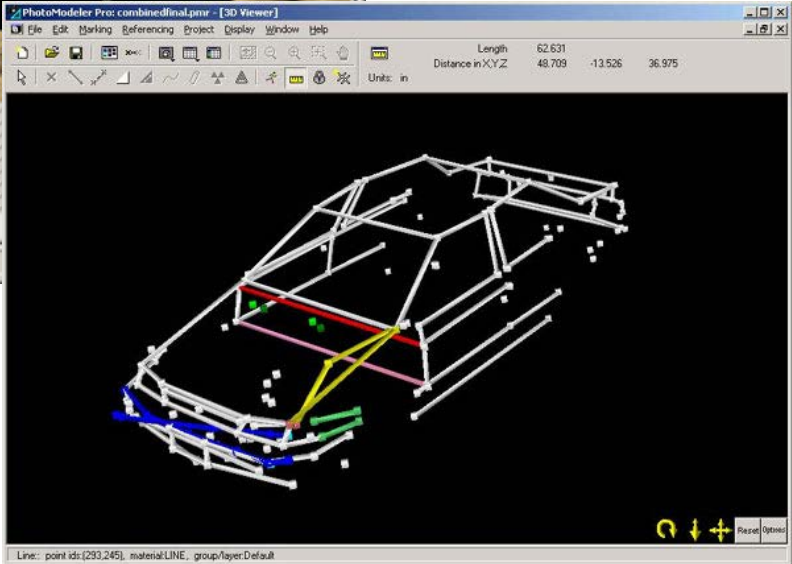 PhotoModeler Pro: combinedfinal.pmr - [3D Viewer]
File Edit Marking Referencing Project Display Window Help
Length 62.631
Units: in Distance in X,Y,Z 48.709 -13.526 36.975
Reset Options
Line:: point ids:(293,245), material:LINE, group/layer:Default